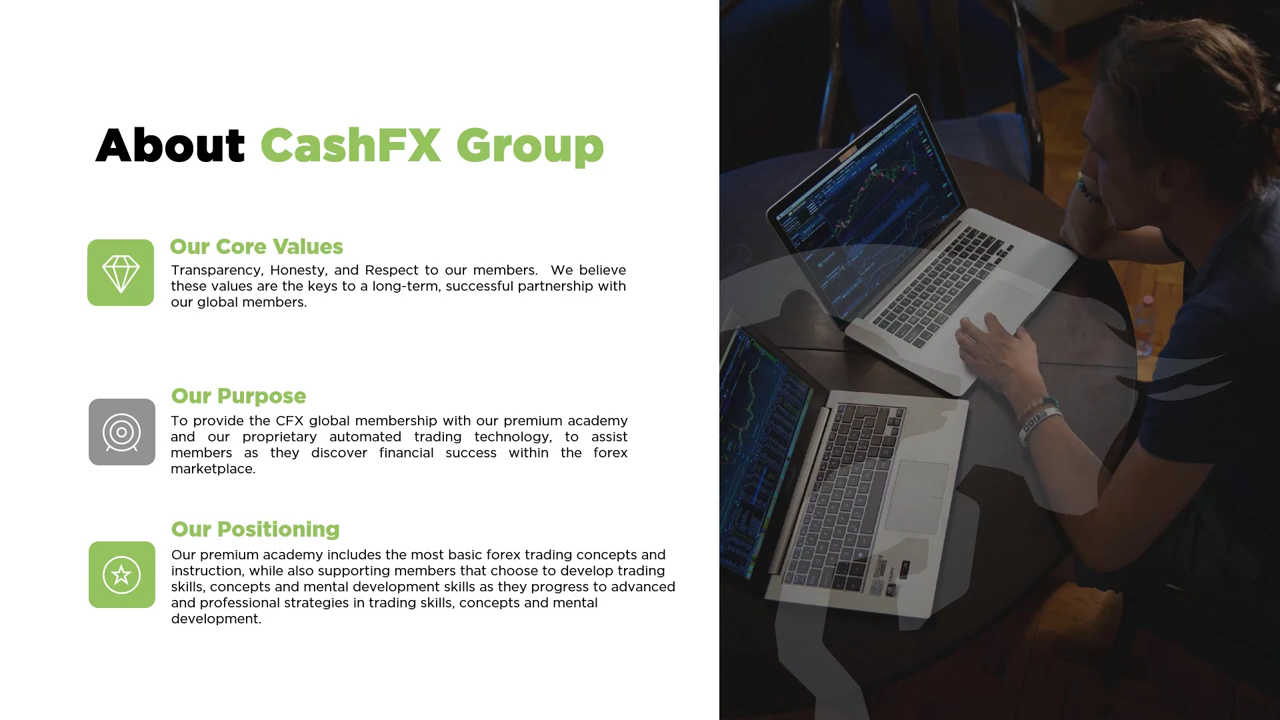 About CashFX Group
Our Core Values
Transparency, Honesty, and Respect to our members.  We believe
these values are the keys to a long-term, successful partnership with
our global members.
Our Purpose
To provide the CFX global membership with our premium academy
and our proprietary automated trading technology, to assist
members as they discover financial success within the forex
marketplace.
Our Positioning
Our premium academy includes the most basic forex trading concepts and
instruction, while also supporting members that choose to develop trading
skills, concepts and mental development skills as they progress to advanced
and professional strategies in trading skills, concepts and mental
development.